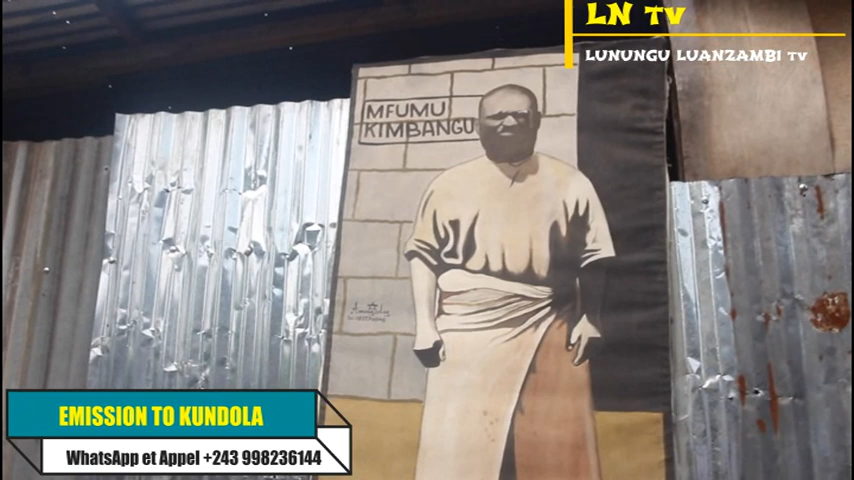 LN TV
LUNUNGU LUANZAMBI TV
MFUMU
KIMBANGU
EMISSION TO KUNDOLA
WhatsApp et Appel +243 998236144